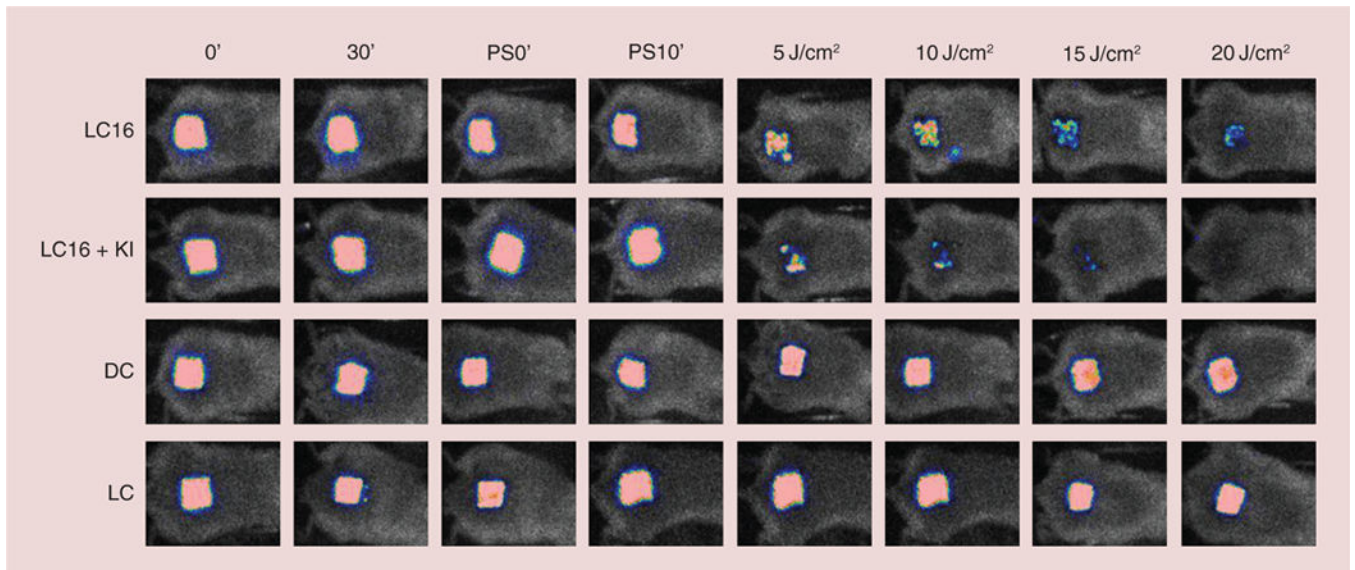 0' 30' PS0' PS10' 5 J/cm² 10 J/cm² 15 J/cm² 20 J/cm²
LC16
LC16 + KI
DC
LC